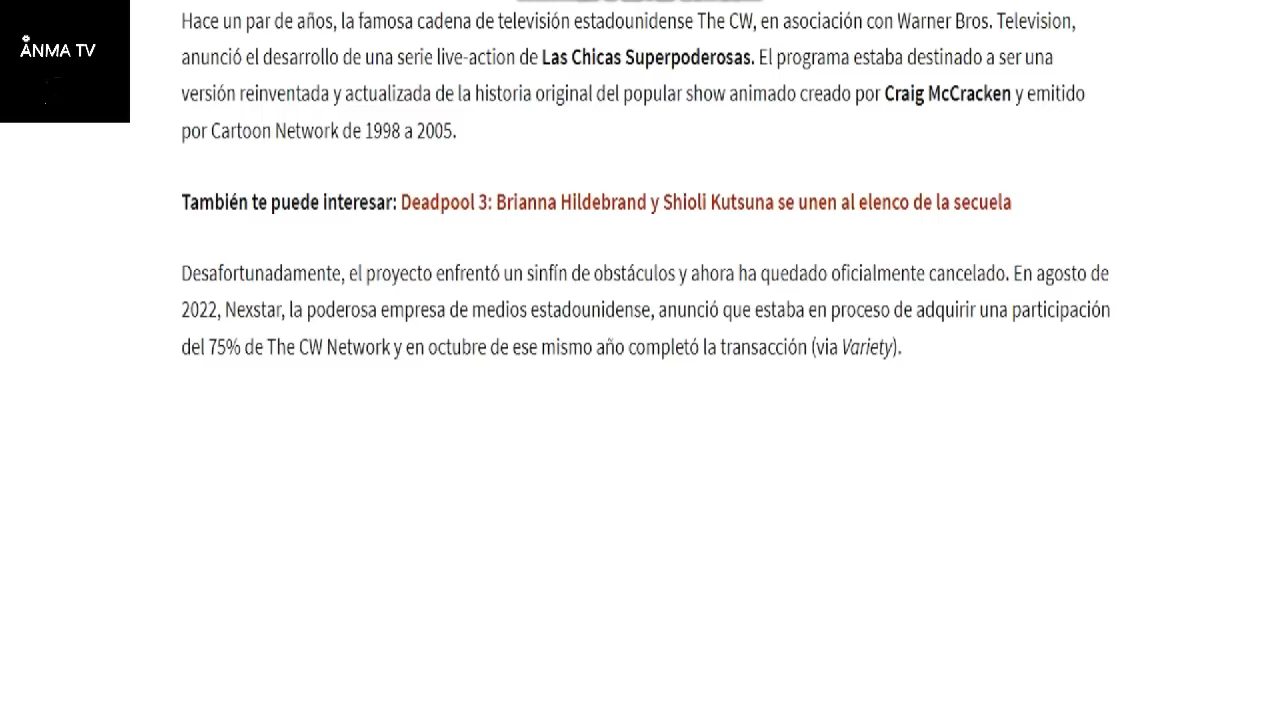 ÅNMA TV
Hace un par de años, la famosa cadena de televisión estadounidense The CW, en asociación con Warner Bros. Television,
anunció el desarrollo de una serie live-action de Las Chicas Superpoderosas. El programa estaba destinado a ser una
versión reinventada y actualizada de la historia original del popular show animado creado por Craig McCracken y emitido
por Cartoon Network de 1998 a 2005.
También te puede interesar: Deadpool 3: Brianna Hildebrand y Shioli Kutsuna se unen al elenco de la secuela
Desafortunadamente, el proyecto enfrentó un sinfín de obstáculos y ahora ha quedado oficialmente cancelado. En agosto de
2022, Nexstar, la poderosa empresa de medios estadounidense, anunció que estaba en proceso de adquirir una participación
del 75% de The CW Network y en octubre de ese mismo año completó la transacción (via Variety).